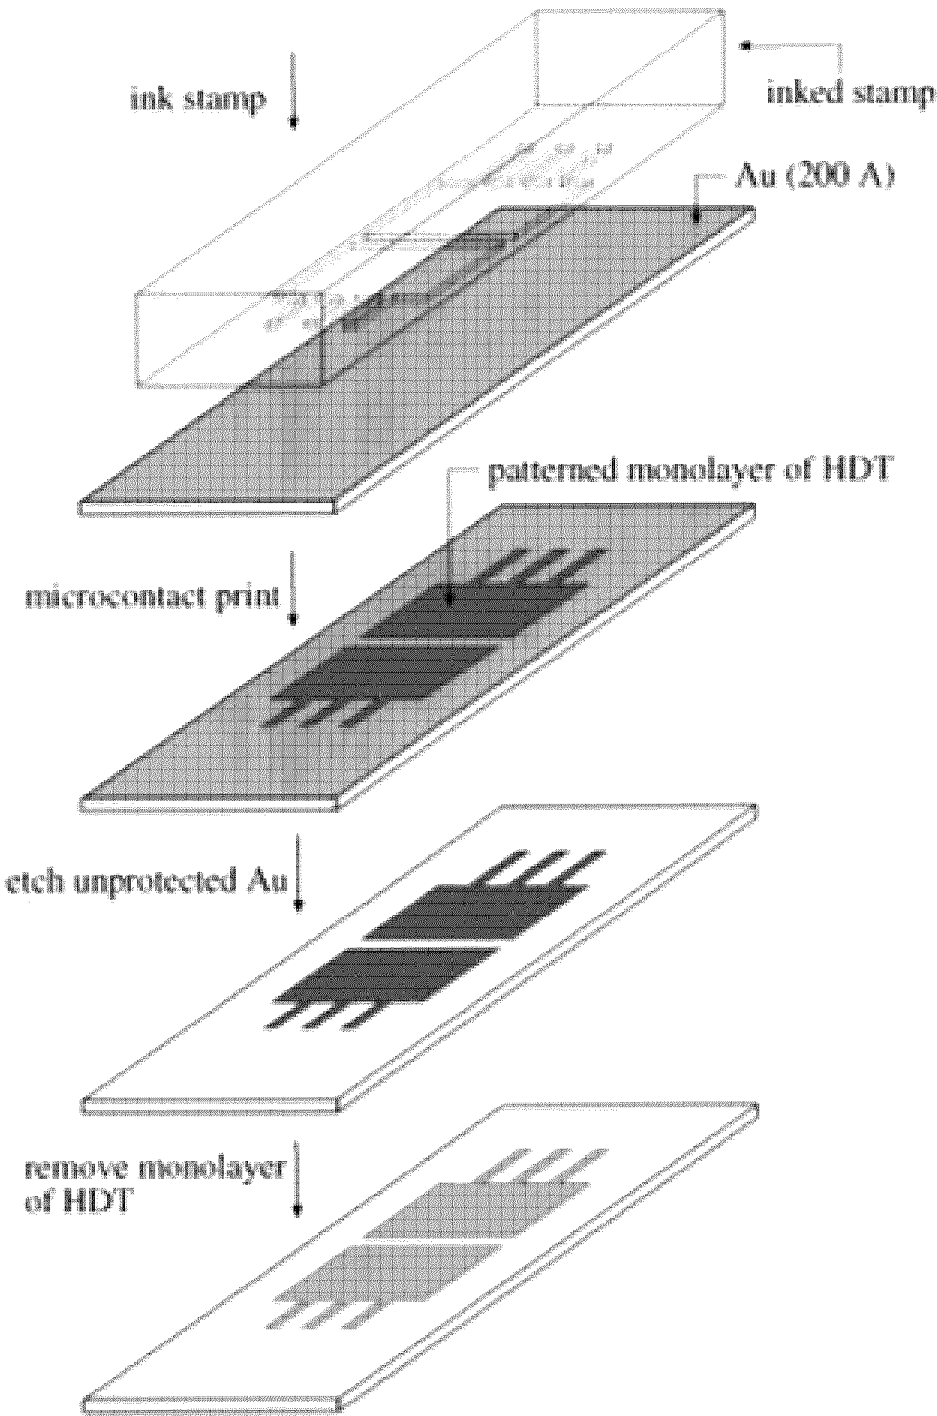 ink stamp
inked stamp
Au (200 A)
patterned monolayer of HDT
microcontact print
etch unprotected Au
remove monolayer
of HDT